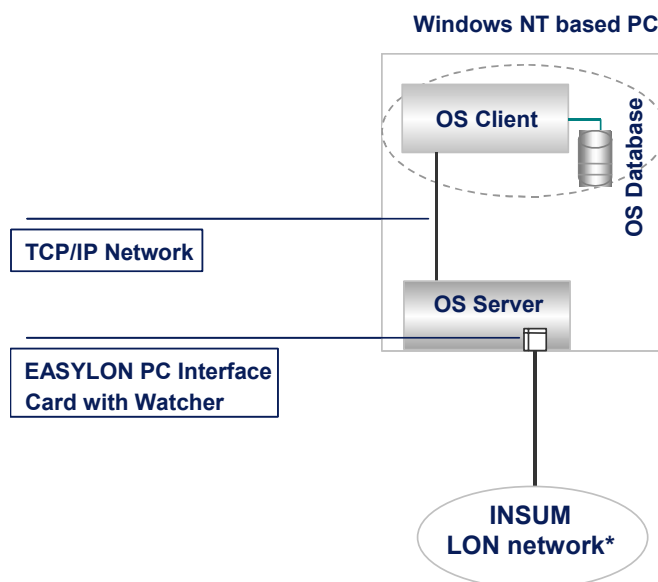 Windows NT based PC
OS Client
OS Database
TCP/IP Network
OS Server
EASYLON PC Interface
Card with Watcher
INSUM
LON network*